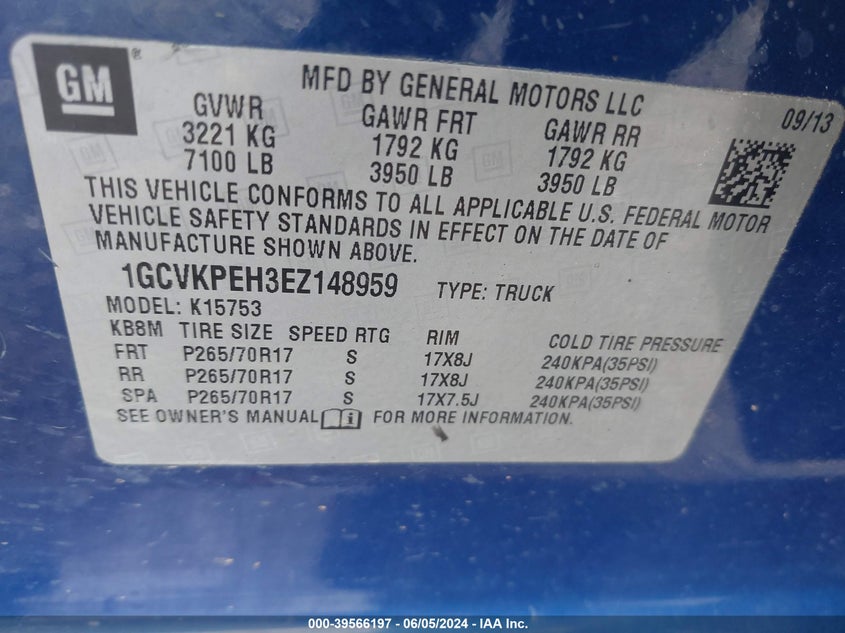 GM
MFD BY GENERAL MOTORS LLC
09/13
GVWR GAWR FRT GAWR RR
3221 KG 1792 KG 1792 KG
7100 LB 3950 LB 3950 LB
THIS VEHICLE CONFORMS TO ALL APPLICABLE U.S. FEDERAL MOTOR
VEHICLE SAFETY STANDARDS IN EFFECT ON THE DATE OF
MANUFACTURE SHOWN ABOVE.
1GCVKPEH3EZ148959 TYPE: TRUCK
MODEL: K15753
KB8M TIRE SIZE SPEED RTG RIM COLD TIRE PRESSURE
FRT P265/70R17 S 17X8J 240KPA(35PSI)
RR P265/70R17 S 17X8J 240KPA(35PSI)
SPA P265/70R17 S 17X7.5J 240KPA(35PSI)
SEE OWNER'S MANUAL FOR MORE INFORMATION.
000-39566197 - 06/05/2024 - IAA Inc.